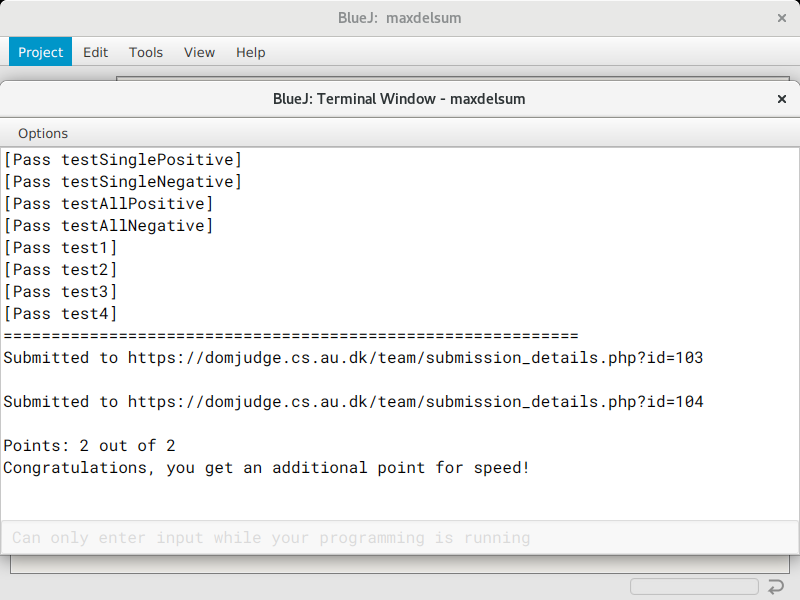 BlueJ: maxdelsum
Project Edit Tools View Help
BlueJ: Terminal Window - maxdelsum
Options
[Pass testSinglePositive]
[Pass testSingleNegative]
[Pass testAllPositive]
[Pass testAllNegative]
[Pass test1]
[Pass test2]
[Pass test3]
[Pass test4]
============================================================
Submitted to https://domjudge.cs.au.dk/team/submission_details.php?id=103
Submitted to https://domjudge.cs.au.dk/team/submission_details.php?id=104
Points: 2 out of 2
Congratulations, you get an additional point for speed!
Can only enter input while your programming is running